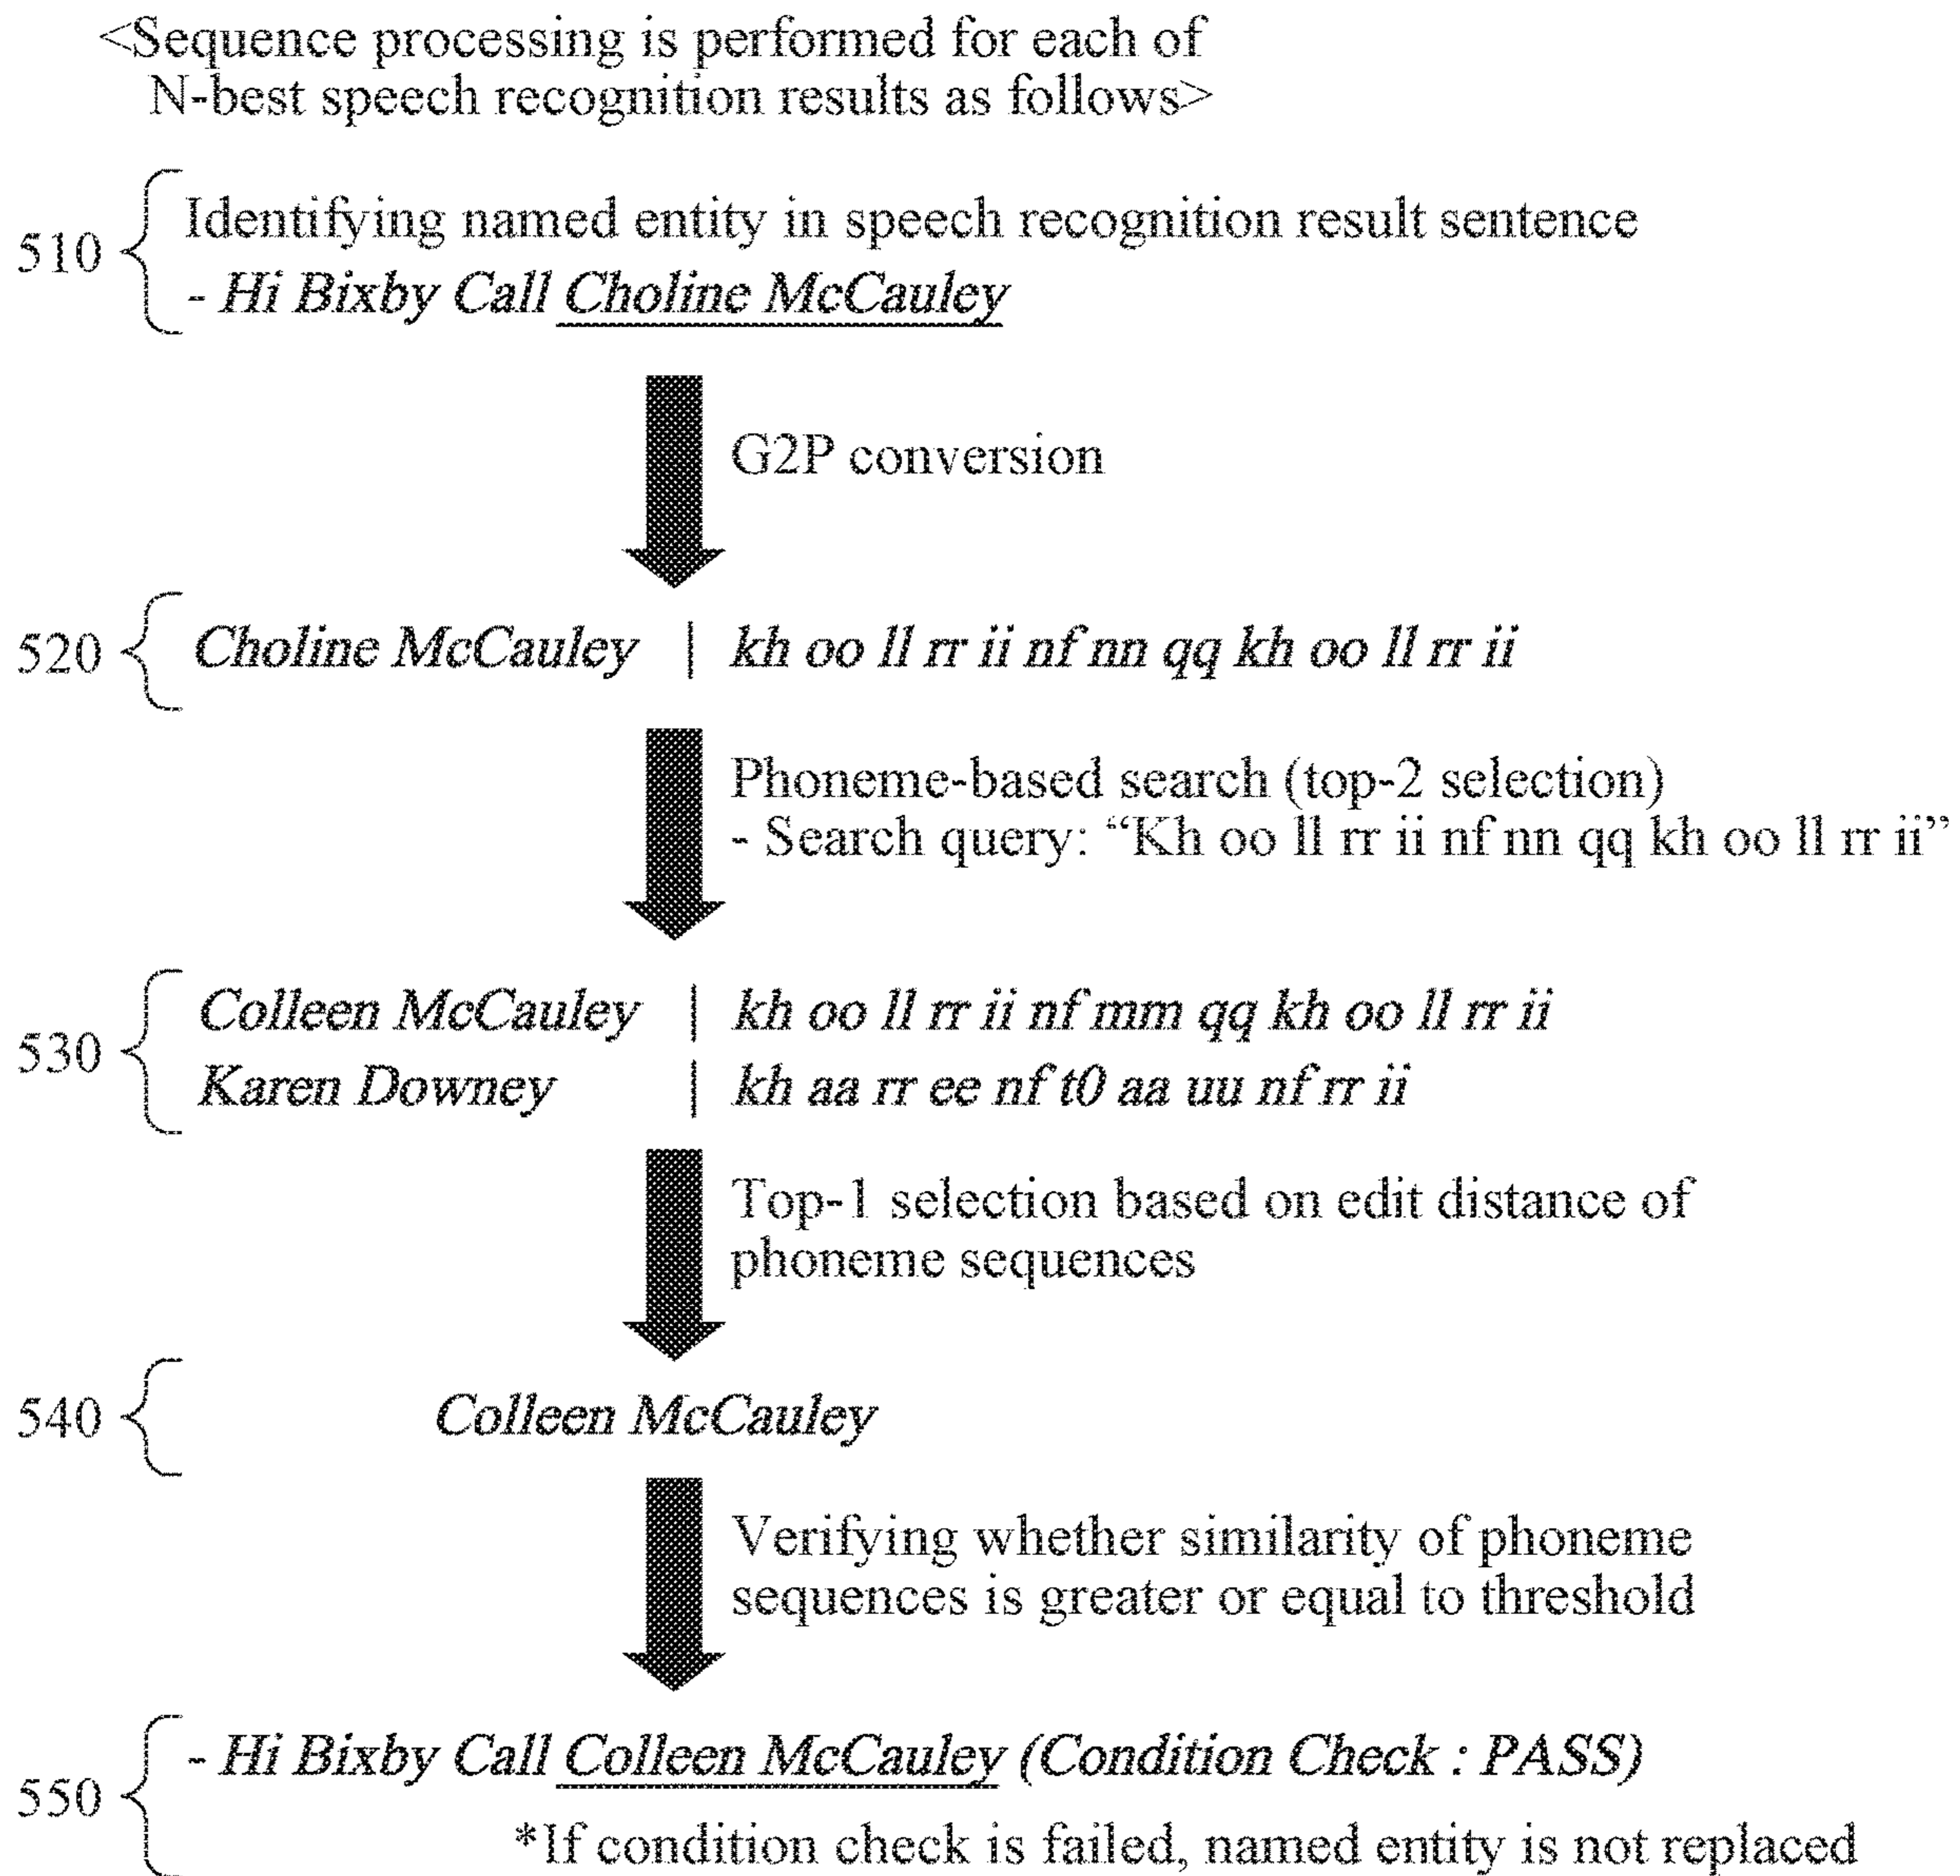 <Sequence processing is performed for each of
N-best speech recognition results as follows>
510
Identifying named entity in speech recognition result sentence
- Hi Bixby Call Choline McCauley
G2P conversion
520
Choline McCauley | kh oo ll rr ii nf nn qq kh oo ll rr ii
Phoneme-based search (top-2 selection)
- Search query: “Kh oo ll rr ii nf nn qq kh oo ll rr ii”
530
Colleen McCauley | kh oo ll rr ii nf mm qq kh oo ll rr ii
Karen Downey | kh aa rr ee nf t0 aa uu nf rr ii
Top-1 selection based on edit distance of
phoneme sequences
540
Colleen McCauley
Verifying whether similarity of phoneme
sequences is greater or equal to threshold
550
- Hi Bixby Call Colleen McCauley (Condition Check : PASS)
*If condition check is failed, named entity is not replaced